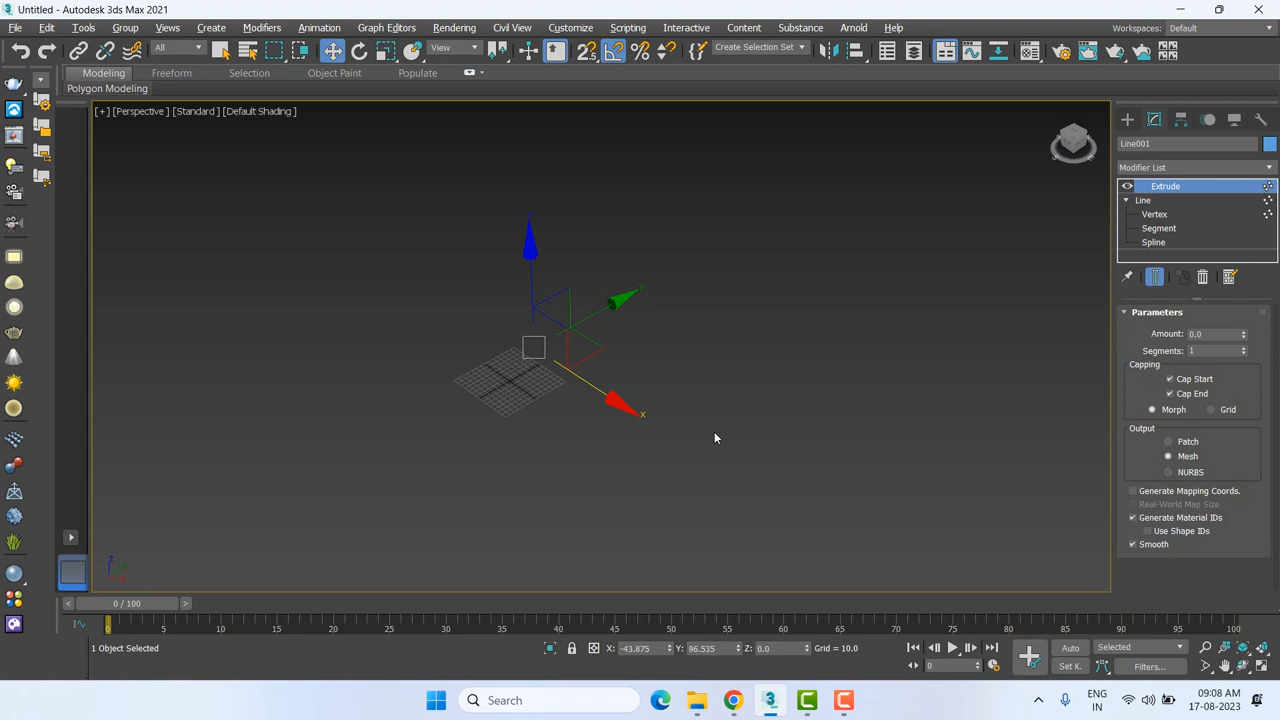 Untitled - Autodesk 3ds Max 2021
File Edit Tools Group Views Create Modifiers Animation Graph Editors Rendering Civil View Customize Scripting Interactive Content Substance Arnold Help Workspaces: Default
All View Create Selection Set
Modeling Freeform Selection Object Paint Populate
Polygon Modeling
[+] [Perspective ] [Standard ] [Default Shading ]
Line001
Modifier List
Extrude
Line
Vertex
Segment
Spline
Parameters
Amount: 0.0
Segments: 1
Capping
Cap Start
Cap End
Morph Grid
Output
Patch
Mesh
NURBS
Generate Mapping Coords.
Real-World Map Size
Generate Material IDs
Use Shape IDs
Smooth
x
z
0 / 100
0 5 10 15 20 25 30 35 40 45 50 55 60 65 70 75 80 85 90 95 100
1 Object Selected X: -43.875 Y: 96.535 Z: 0.0 Grid = 10.0 Auto Selected
0 Set K. Filters...
Search ENG IN 09:08 AM 17-08-2023